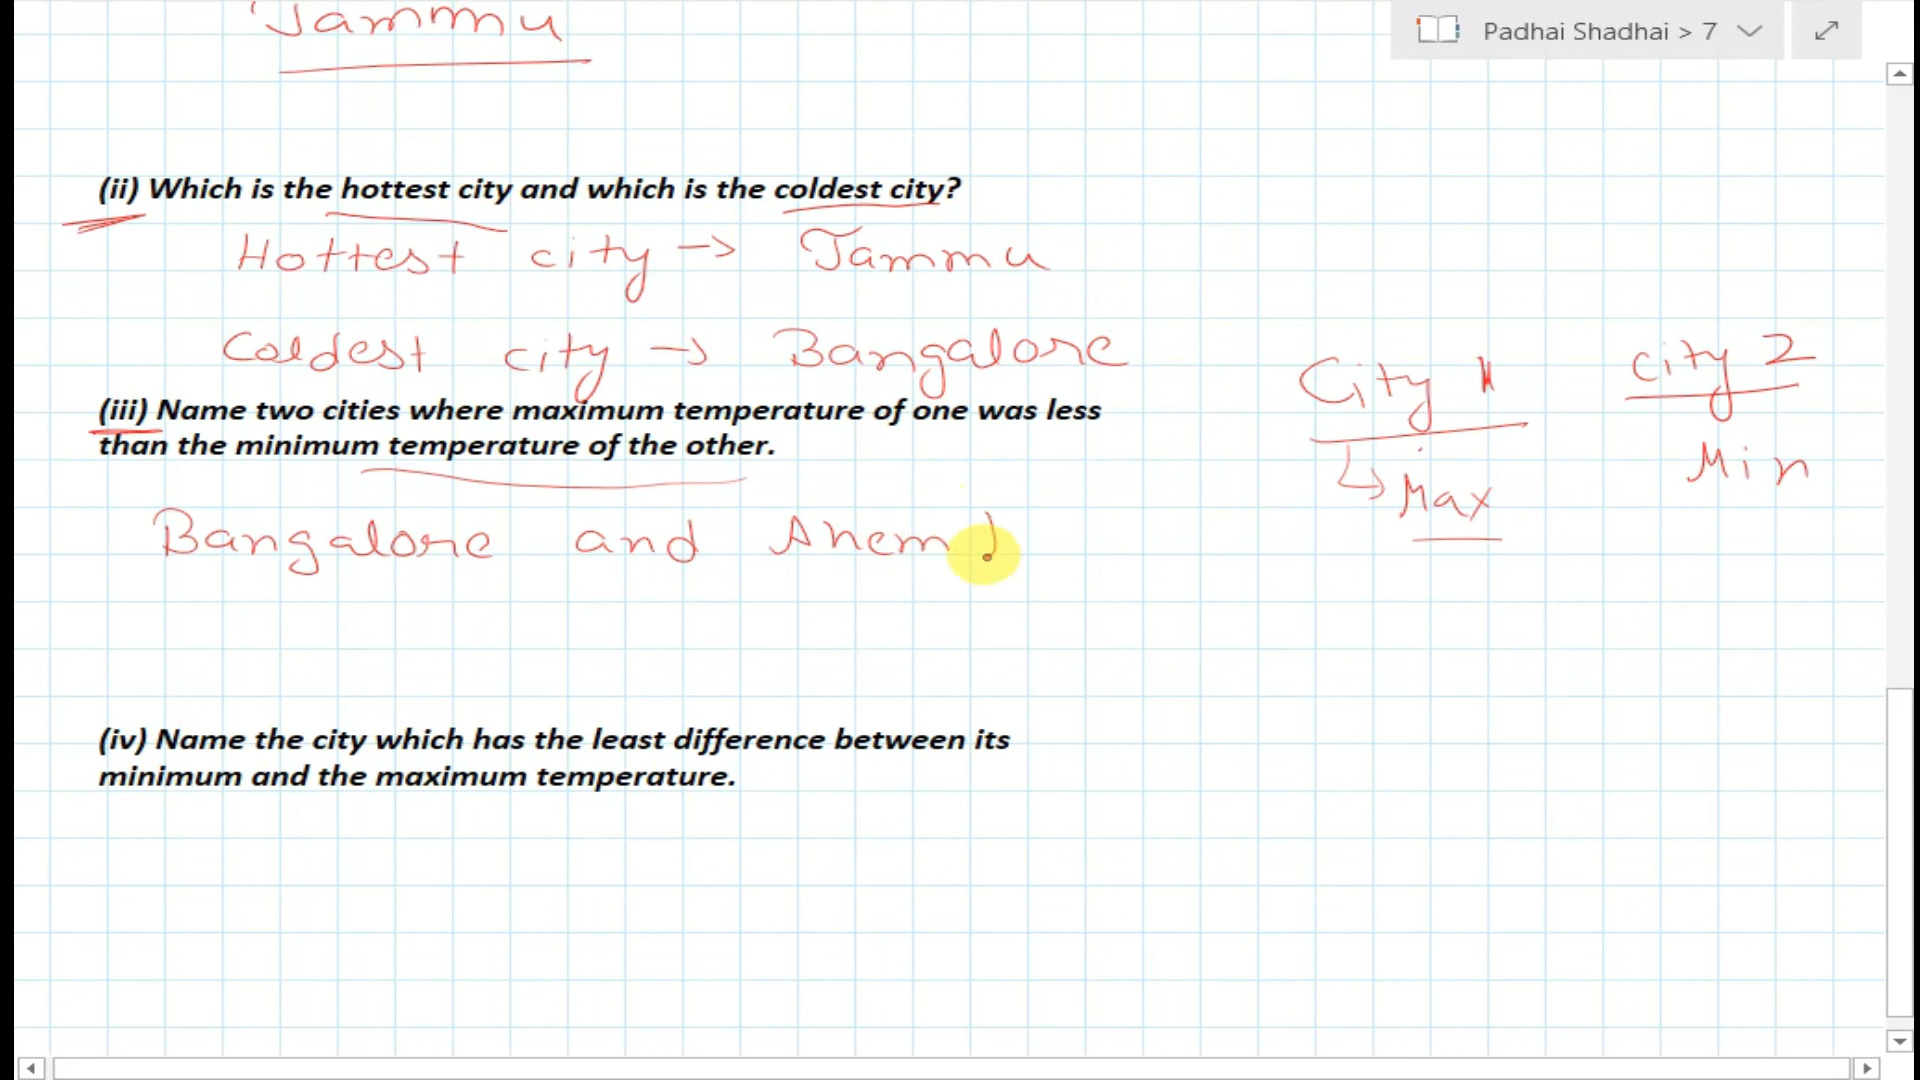 Jammu
Padhai Shadhai > 7
(ii) Which is the hottest city and which is the coldest city?
Hottest city → Jammu
Coldest city → Bangalore
(iii) Name two cities where maximum temperature of one was less
than the minimum temperature of the other.
City 1
↳ Max
City 2
Min
Bangalore and Ahem
(iv) Name the city which has the least difference between its
minimum and the maximum temperature.